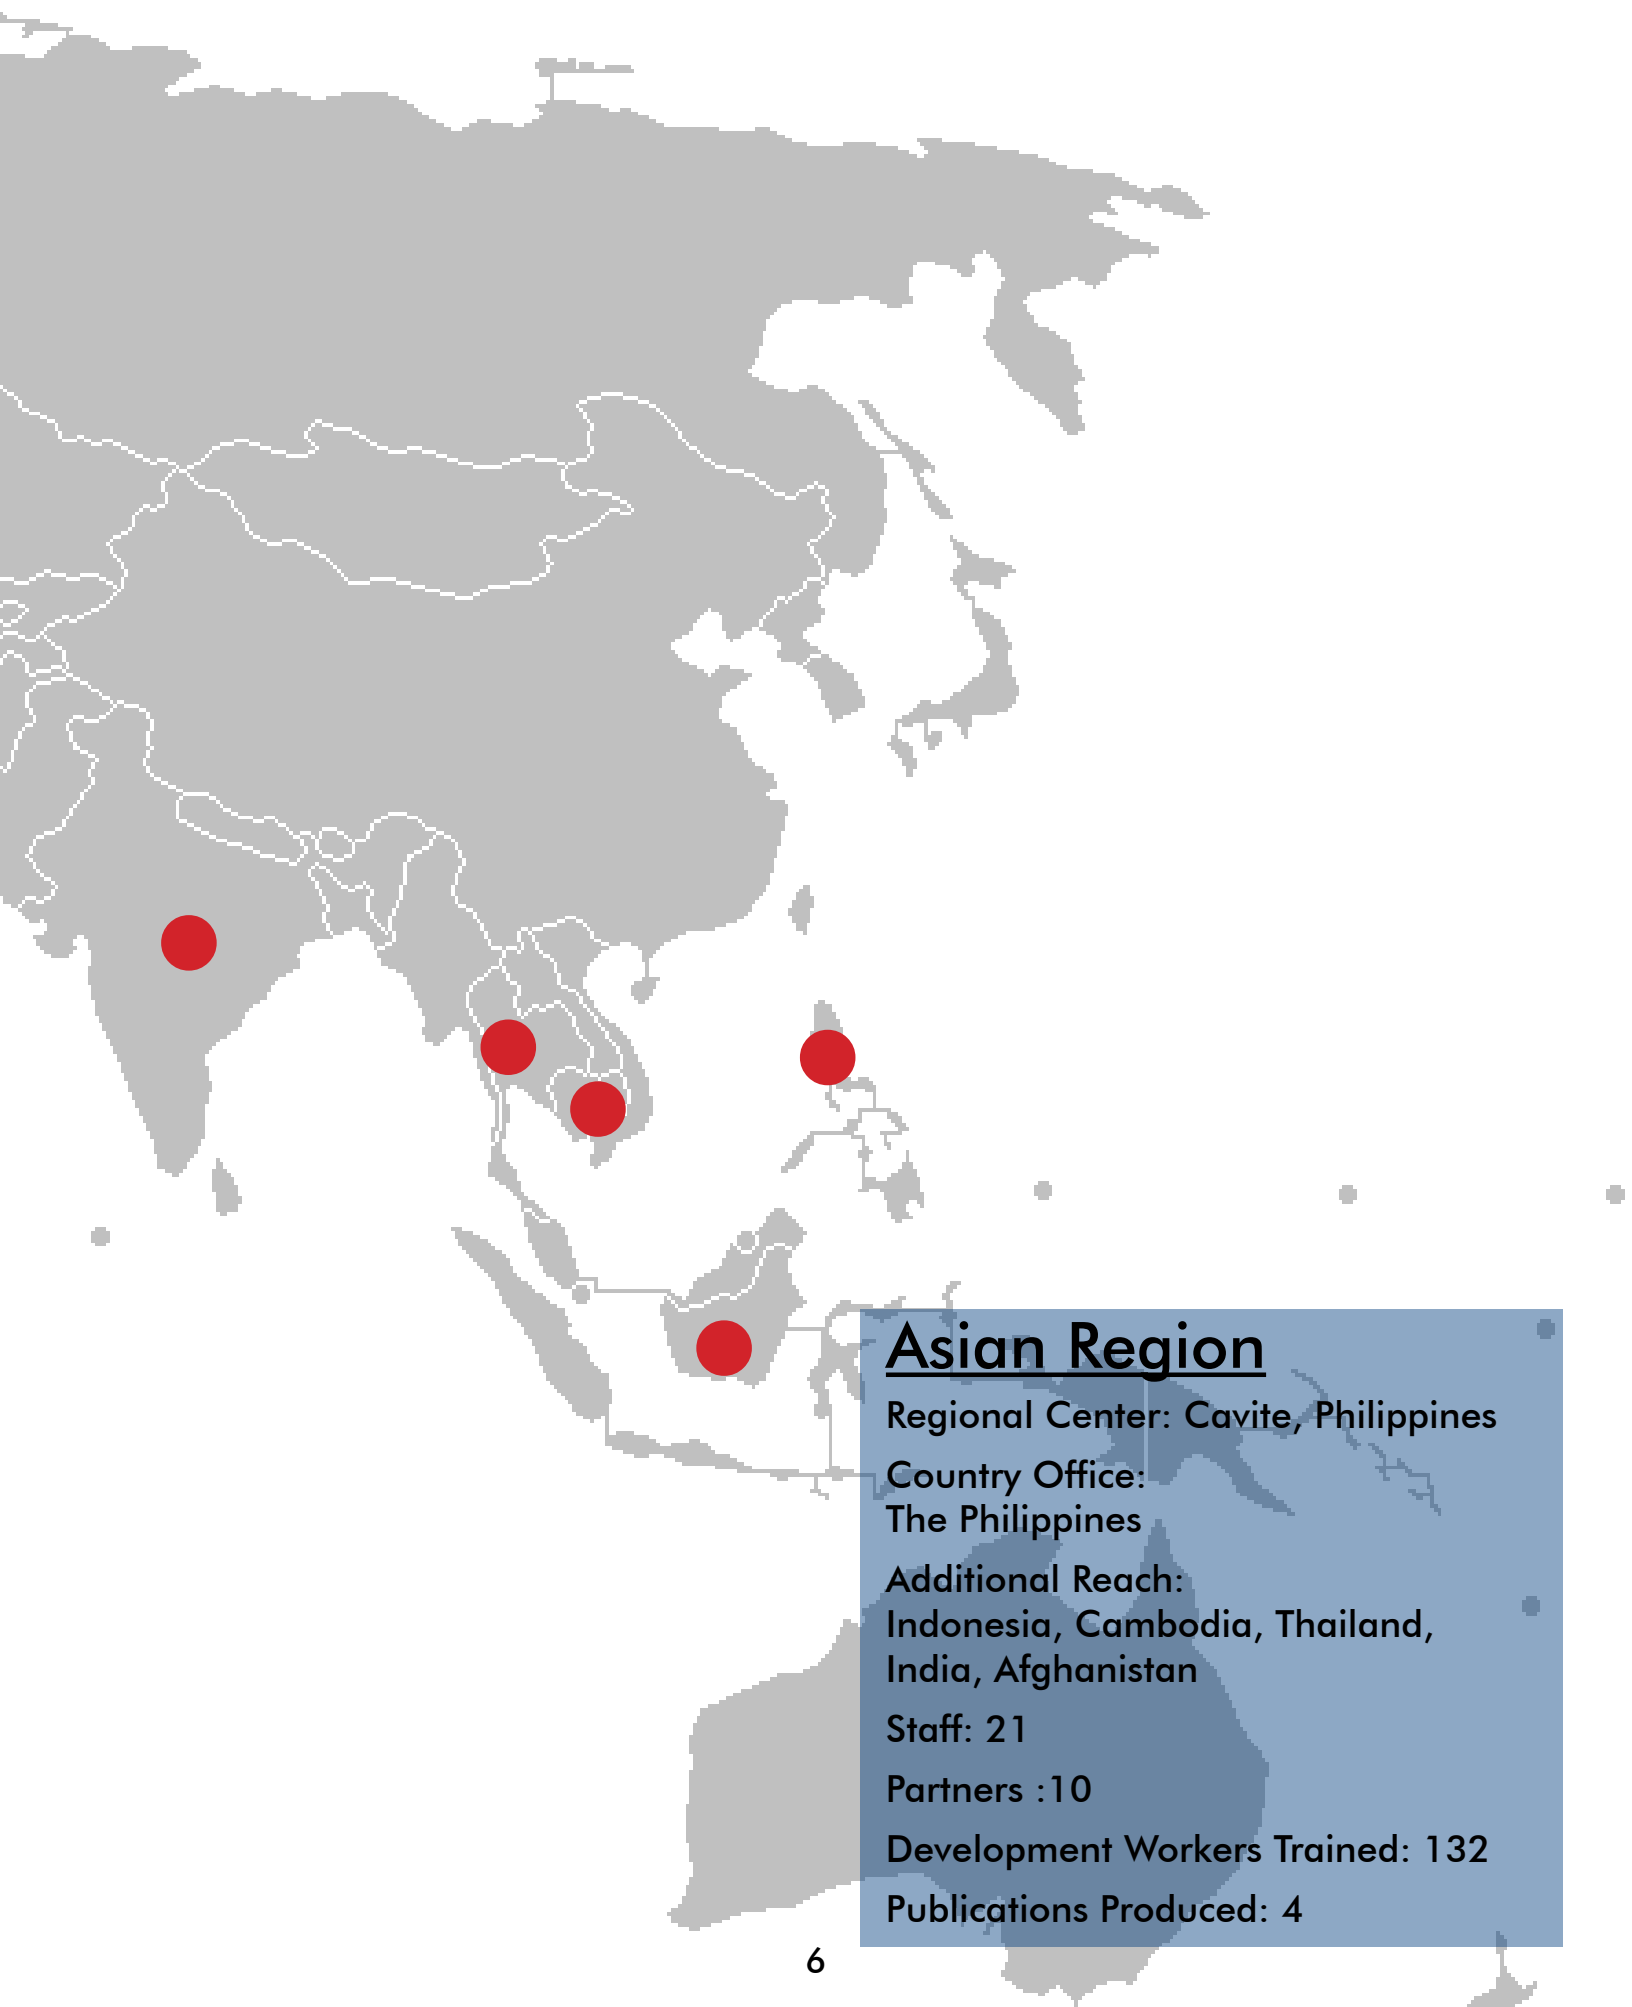 Asian Region
Regional Center: Cavite, Philippines
Country Office:
The Philippines
Additional Reach:
Indonesia, Cambodia, Thailand,
India, Afghanistan
Staff: 21
Partners :10
Development Workers Trained: 132
Publications Produced: 4
6